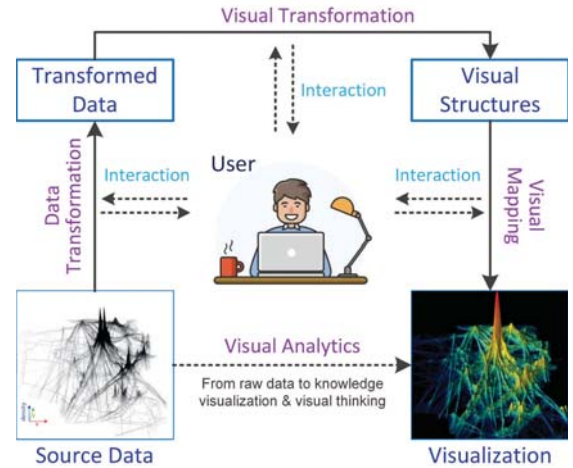 Visual Transformation
Transformed
Data
Visual
Structures
Interaction
User
Interaction
Interaction
Data
Transformation
Visual
Mapping
Visual Analytics
From raw data to knowledge
visualization & visual thinking
density
Source Data
Visualization